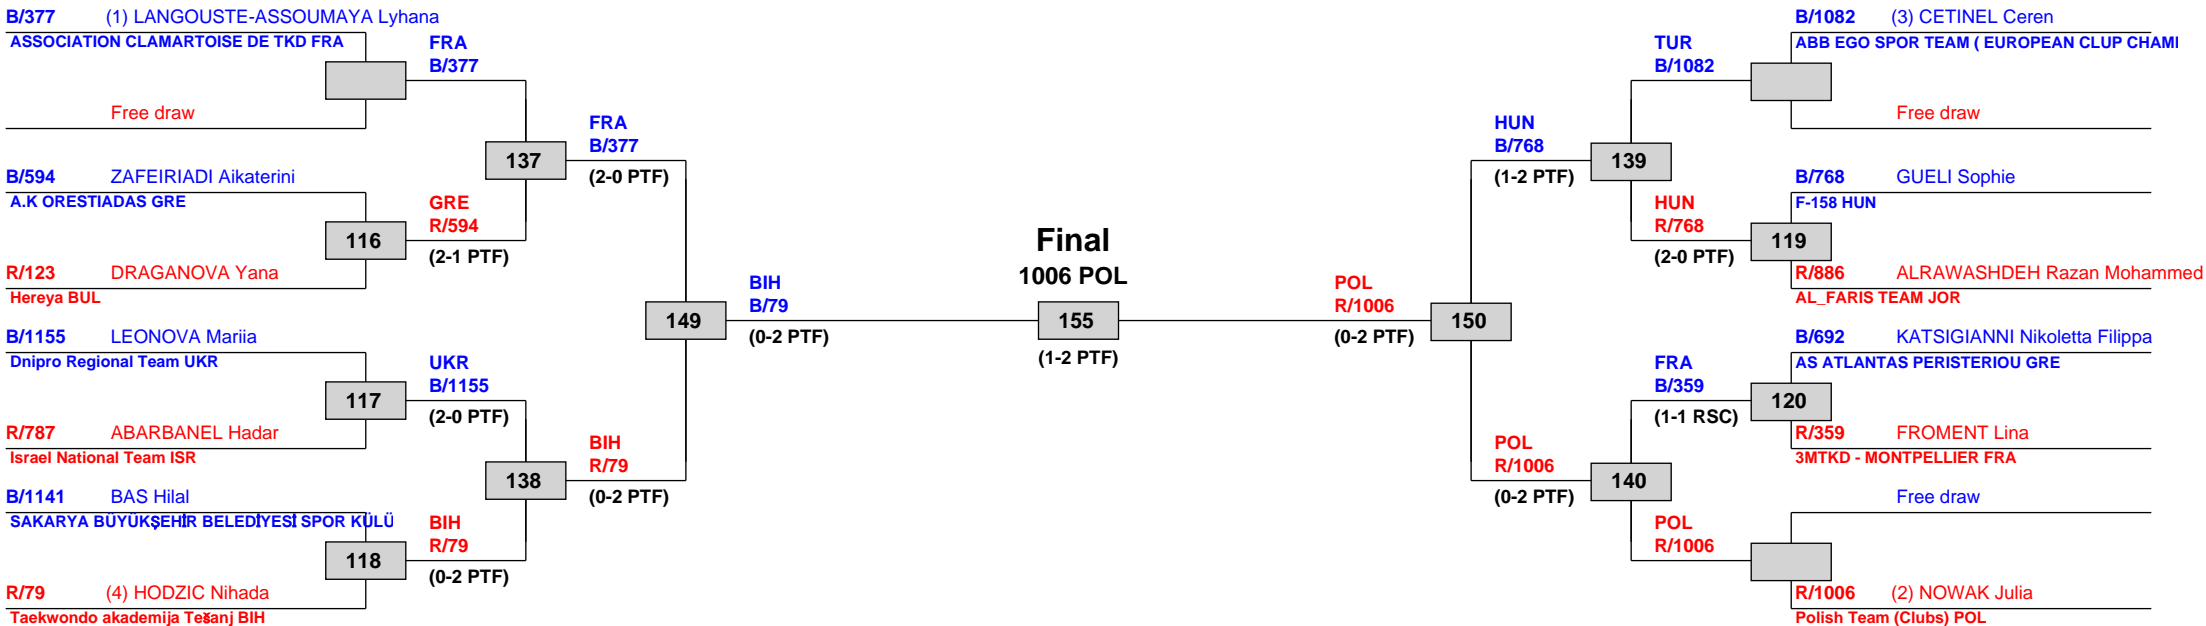 B/377 (1) LANGOUSTE-ASSOUMAYA Lyhana
ASSOCIATION CLAMARTOISE DE TKD FRA
Free draw
B/594 ZAFEIRIADI Aikaterini
A.K ORESTIADAS GRE
R/123 DRAGANOVA Yana
Hereya BUL
B/1155 LEONOVA Mariia
Dnipro Regional Team UKR
R/787 ABARBANEL Hadar
Israel National Team ISR
B/1141 BAS Hilal
SAKARYA BÜYÜKŞEHİR BELEDİYESİ SPOR KÜLÜ
R/79 (4) HODZIC Nihada
Taekwondo akademija Tešanj BIH
FRA
B/377
116
GRE
R/594
(2-1 PTF)
117
UKR
B/1155
(2-0 PTF)
118
BIH
R/79
(0-2 PTF)
137
FRA
B/377
(2-0 PTF)
138
BIH
R/79
(0-2 PTF)
149
BIH
B/79
(0-2 PTF)
Final
1006 POL
155
(1-2 PTF)
POL
R/1006
(0-2 PTF)
150
HUN
B/768
(1-2 PTF)
139
POL
R/1006
(0-2 PTF)
140
TUR
B/1082
HUN
R/768
(2-0 PTF)
119
FRA
B/359
(1-1 RSC)
120
POL
R/1006
B/1082 (3) CETINEL Ceren
ABB EGO SPOR TEAM ( EUROPEAN CLUP CHAMI
Free draw
B/768 GUELI Sophie
F-158 HUN
R/886 ALRAWASHDEH Razan Mohammed
AL_FARIS TEAM JOR
B/692 KATSIGIANNI Nikoletta Filippa
AS ATLANTAS PERISTERIOU GRE
R/359 FROMENT Lina
3MTKD - MONTPELLIER FRA
Free draw
R/1006 (2) NOWAK Julia
Polish Team (Clubs) POL